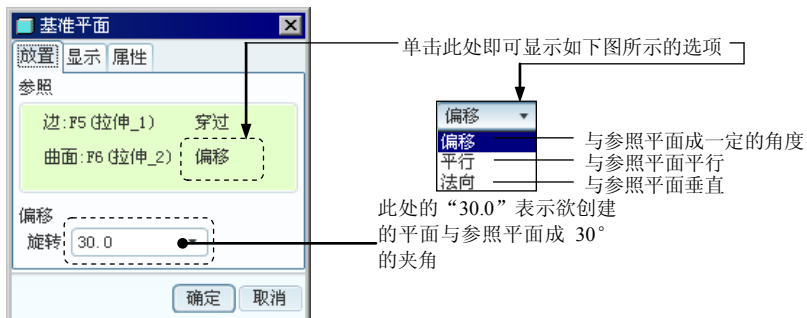 基准平面
放置 显示 属性
参照
边:F5(拉伸_1) 穿过
曲面:F6(拉伸_2) 偏移
偏移
旋转 30.0
确定 取消
单击此处即可显示如下图所示的选项
偏移
偏移 与参照平面成一定的角度
平行 与参照平面平行
法向 与参照平面垂直
此处的“30.0”表示欲创建
的平面与参照平面成 30°
的夹角